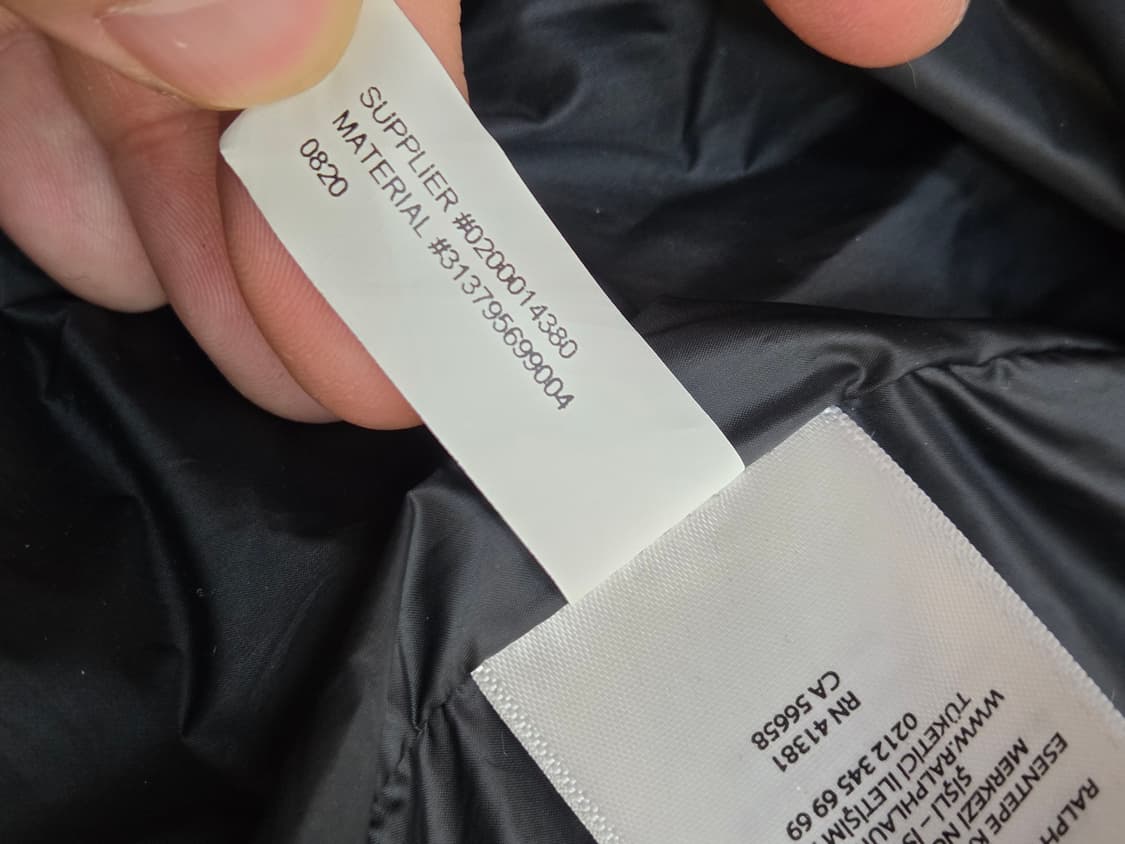 SUPPLiER #0200014380
MATERIAL #313795699004
0820
RALPH
ESENTEPE
MERKEZİ
ŞİŞLİ –
WWW.RALPHLAU
TÜKETİCİ İLETİŞİM
0212 345 69 69
RN 41381
CA 56658